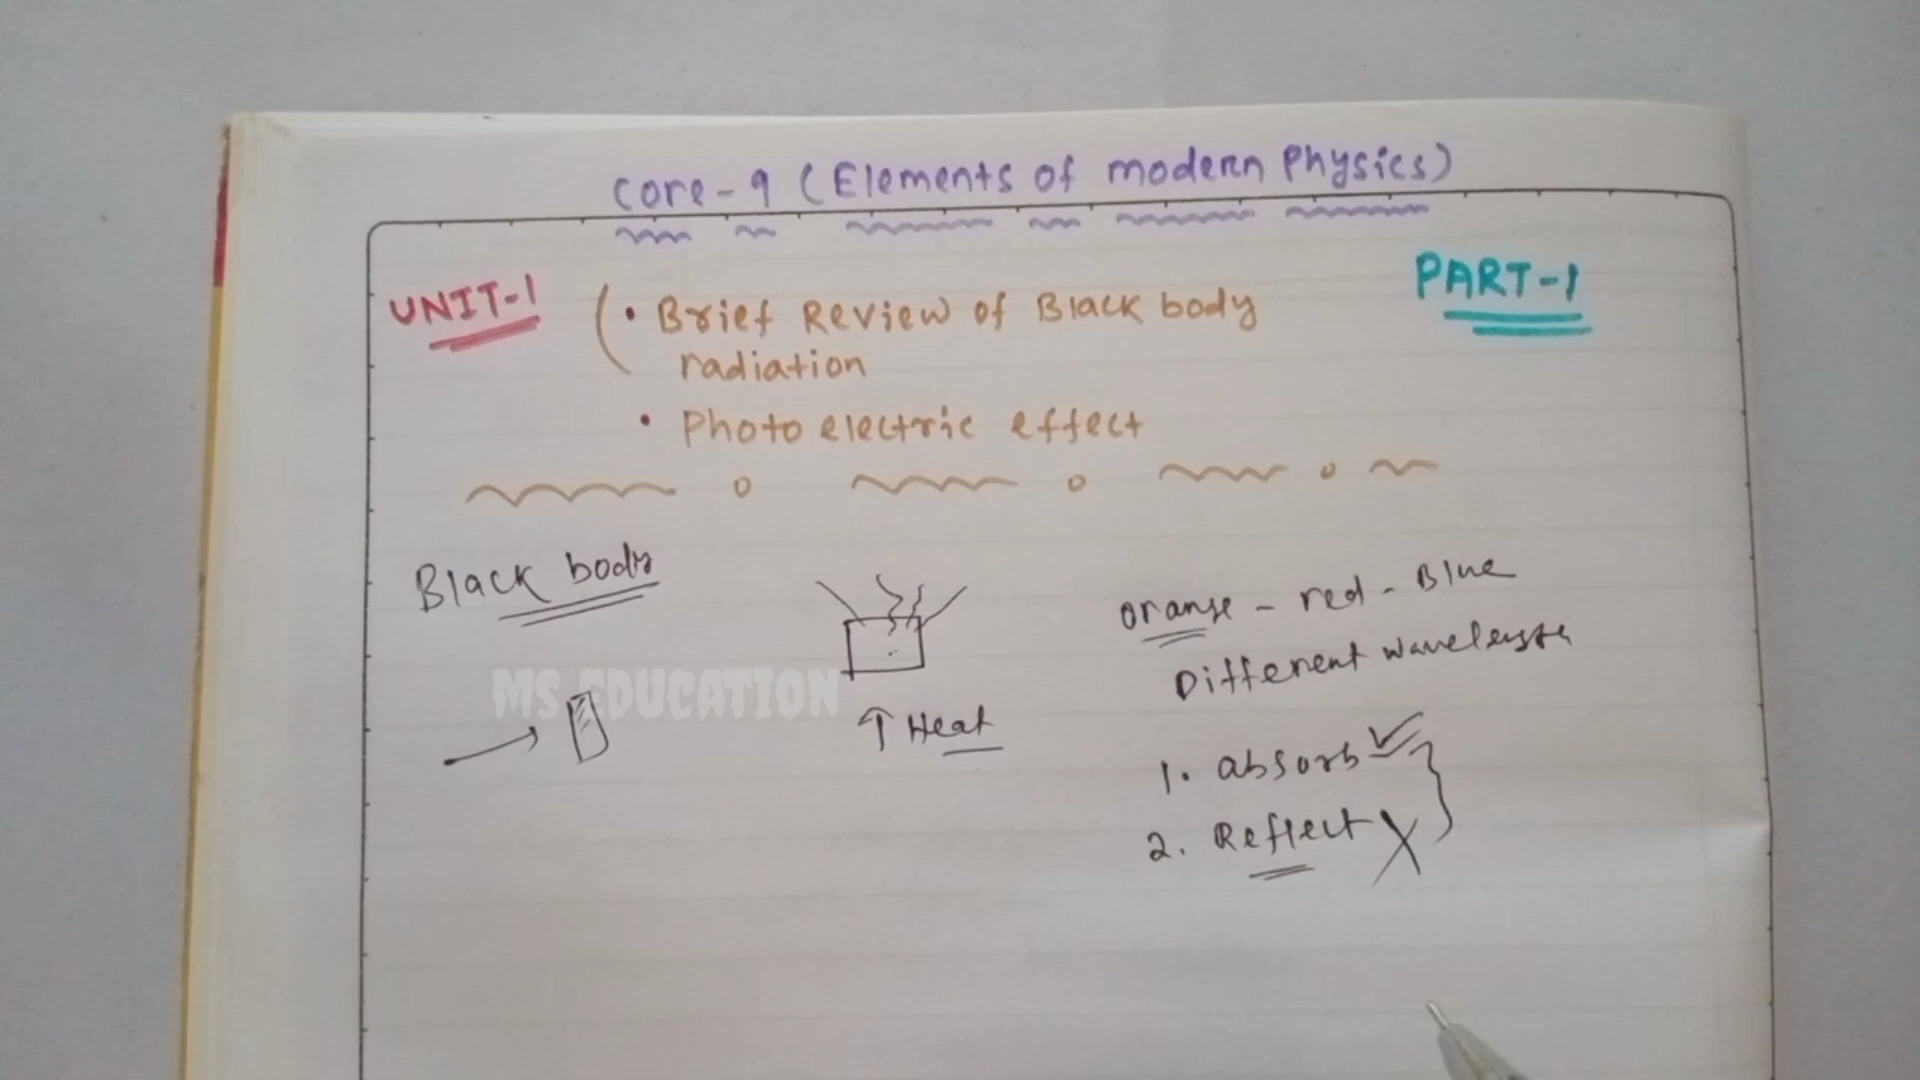 Core-9 (Elements of modern Physics)
UNIT-1
PART-1
• Brief Review of Black body
radiation
• Photo electric effect
Black body
orange - red - Blue
Different wavelength
MS EDUCATION
↑ Heat
1. absorb ✓
2. Reflect X